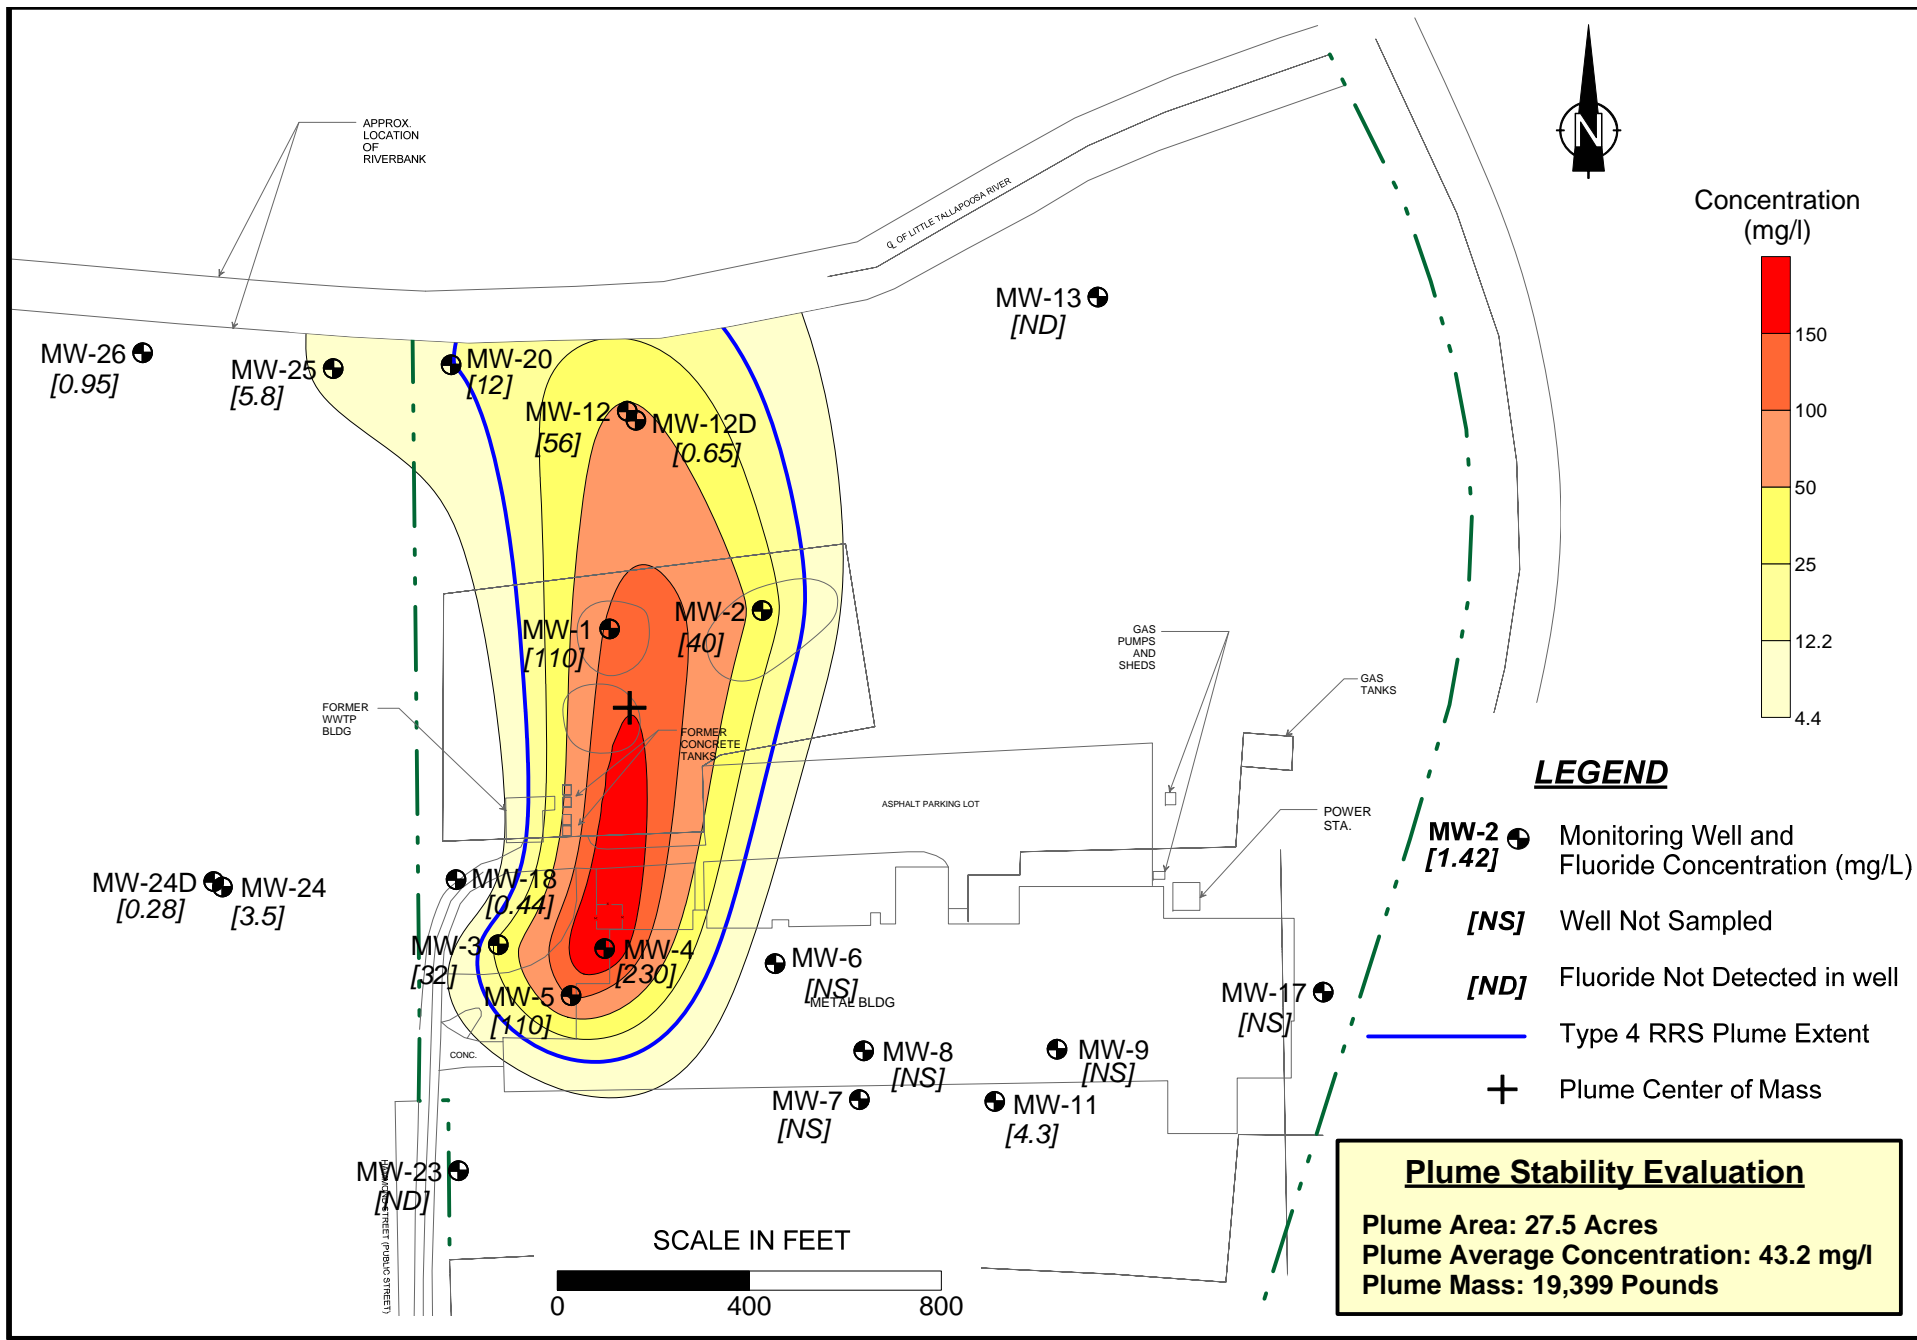 APPROX.
LOCATION
OF
RIVERBANK
℄ OF LITTLE TALLAPOOSA RIVER
N
Concentration
(mg/l)
150
100
50
25
12.2
4.4
MW-13
[ND]
MW-26
[0.95]
MW-25
[5.8]
MW-20
[12]
MW-12
[56]
MW-12D
[0.65]
MW-1
[110]
MW-2
[40]
GAS
PUMPS
AND
SHEDS
GAS
TANKS
FORMER
WWTP
BLDG
FORMER
CONCRETE
TANKS
ASPHALT PARKING LOT
POWER
STA.
MW-24D
[0.28]
MW-24
[3.5]
MW-18
[0.44]
MW-3
[32]
MW-4
[230]
MW-5
[110]
MW-6
[NS]
METAL BLDG
MW-17
[NS]
CONC.
MW-8
[NS]
MW-9
[NS]
MW-7
[NS]
MW-11
[4.3]
MW-23
[ND]
STREET (PUBLIC STREET)
SCALE IN FEET
0 400 800
LEGEND
MW-2
[1.42]
Monitoring Well and
Fluoride Concentration (mg/L)
[NS] Well Not Sampled
[ND] Fluoride Not Detected in well
Type 4 RRS Plume Extent
Plume Center of Mass
Plume Stability Evaluation
Plume Area: 27.5 Acres
Plume Average Concentration: 43.2 mg/l
Plume Mass: 19,399 Pounds